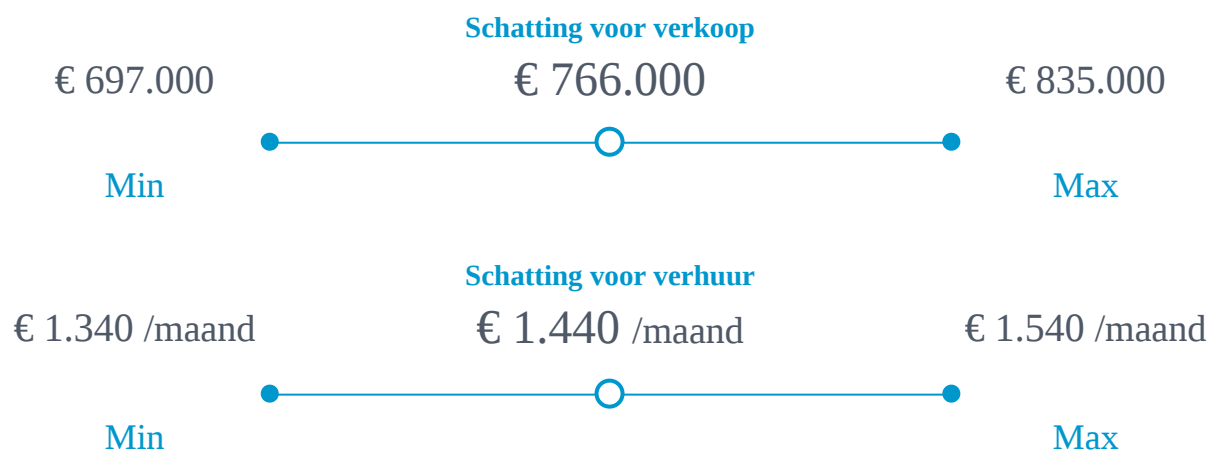 Schatting voor verkoop
€ 697.000 € 766.000 € 835.000
Min Max
Schatting voor verhuur
€ 1.340 /maand € 1.440 /maand € 1.540 /maand
Min Max